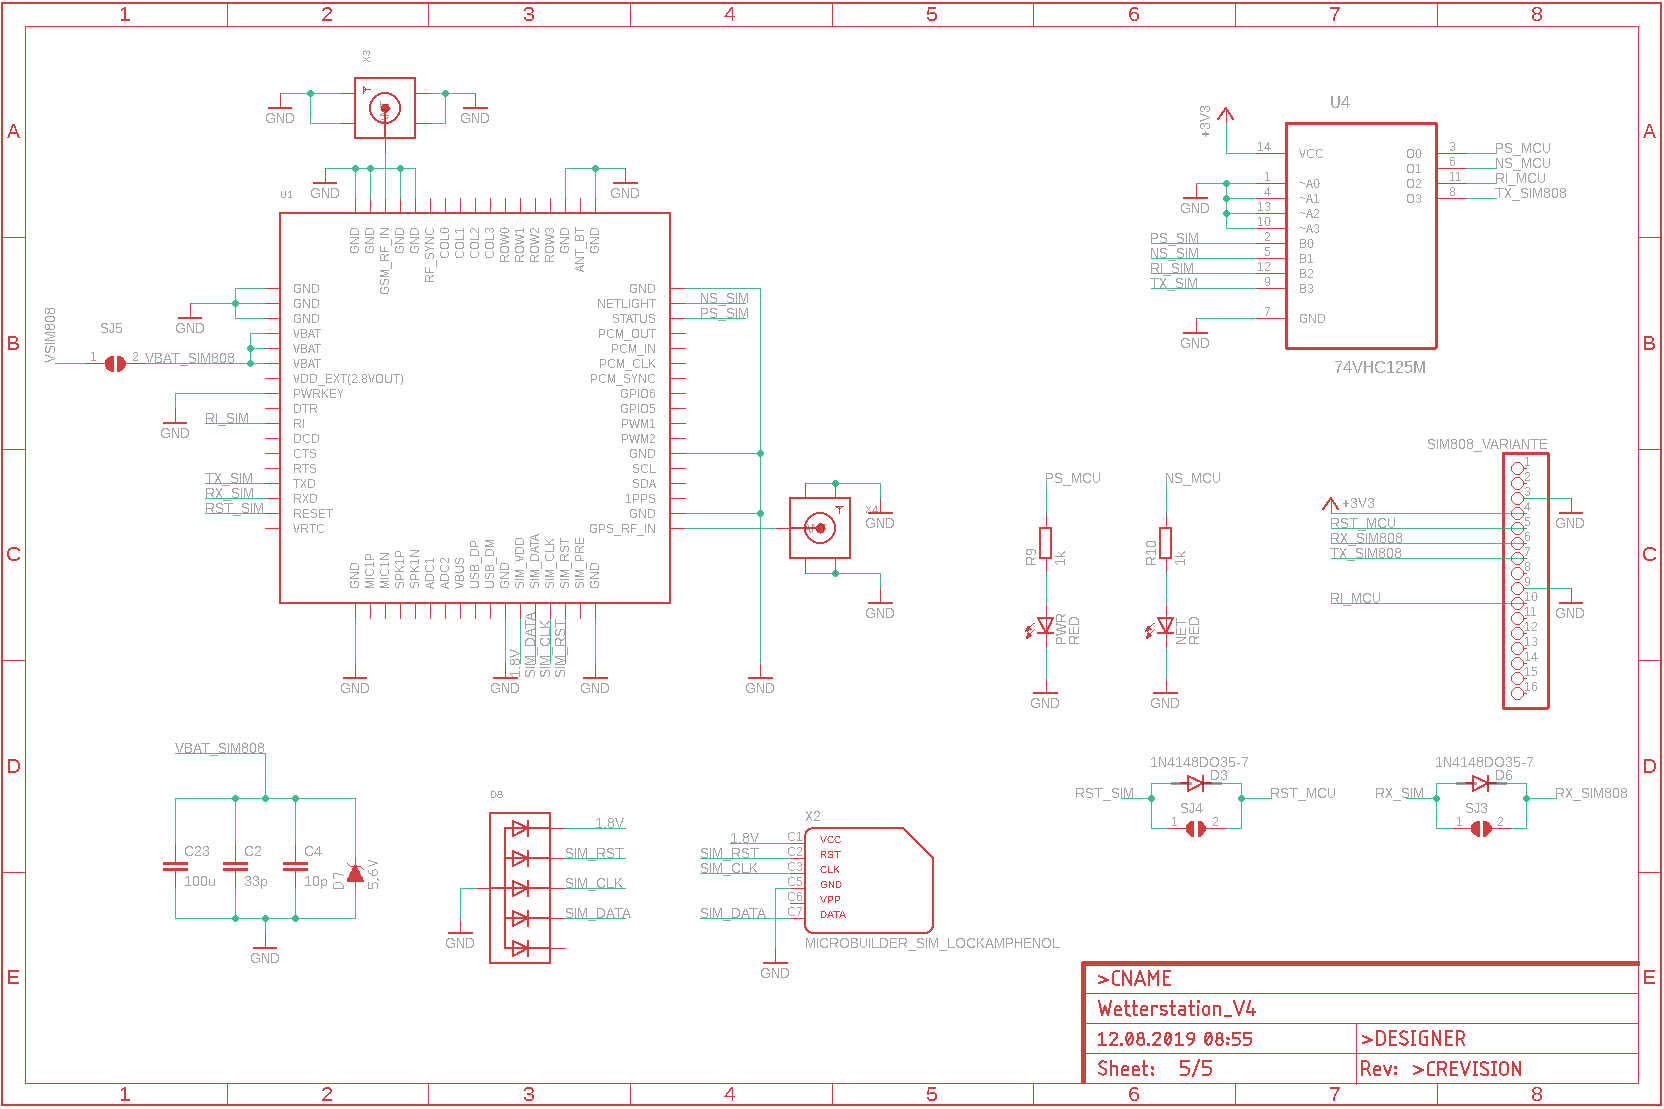 1 2 3 4 5 6 7 8
A
B
C
D
E
A
B
C
D
E
1 2 3 4 5 6 7 8
X3
GND
GND
GND
GND
U1
GND
GND
GSM_RF_IN
GND
GND
RF_SYNC
COL0
COL1
COL2
COL3
ROW0
ROW1
ROW2
ROW3
GND
ANT_BT
GND
GND
GND
GND
VBAT
VBAT
VBAT
VDD_EXT(2.8VOUT)
PWRKEY
DTR
RI
DCD
CTS
RTS
TXD
RXD
RESET
VRTC
GND
NETLIGHT
STATUS
PCM_OUT
PCM_IN
PCM_CLK
PCM_SYNC
GPIO6
GPIO5
PWM1
PWM2
GND
SCL
SDA
1PPS
GND
GPS_RF_IN
GND
MIC1P
MIC1N
SPK1P
SPK1N
ADC1
ADC2
VBUS
USB_DP
USB_DM
GND
SIM_VDD
SIM_DATA
SIM_CLK
SIM_RST
SIM_PRE
GND
GND
VSIM808
SJ5
1 2
VBAT_SIM808
GND
RI_SIM
TX_SIM
RX_SIM
RST_SIM
NS_SIM
PS_SIM
X4
GND
GND
GND
GND
1.8V
SIM_DATA
SIM_CLK
SIM_RST
GND
GND
U4
+3V3
14 VCC
1 ~A0
4 ~A1
13 ~A2
10 ~A3
2 B0
5 B1
12 B2
9 B3
7 GND
O0 3 PS_MCU
O1 6 NS_MCU
O2 11 RI_MCU
O3 8 TX_SIM808
GND
PS_SIM
NS_SIM
RI_SIM
TX_SIM
GND
74VHC125M
PS_MCU
R9
1k
PWR
RED
GND
NS_MCU
R10
1k
NET
RED
GND
SIM808_VARIANTE
1
2
3
4
5
6
7
8
9
10
11
12
13
14
15
16
+3V3
RST_MCU
RX_SIM808
TX_SIM808
RI_MCU
GND
GND
VBAT_SIM808
C23
100u
C2
33p
C4
10p
D7
5,6V
GND
D8
1.8V
SIM_RST
SIM_CLK
SIM_DATA
GND
X2
1.8V C1 VCC
SIM_RST C2 RST
SIM_CLK C3 CLK
C5 GND
C6 VPP
SIM_DATA C7 DATA
MICROBUILDER_SIM_LOCKAMPHENOL
GND
1N4148DO35-7
D3
RST_SIM
RST_MCU
SJ4
1 2
1N4148DO35-7
D6
RX_SIM
RX_SIM808
SJ3
1 2
>CNAME
Wetterstation_V4
12.08.2019 08:55
>DESIGNER
Sheet: 5/5
Rev: >CREVISION